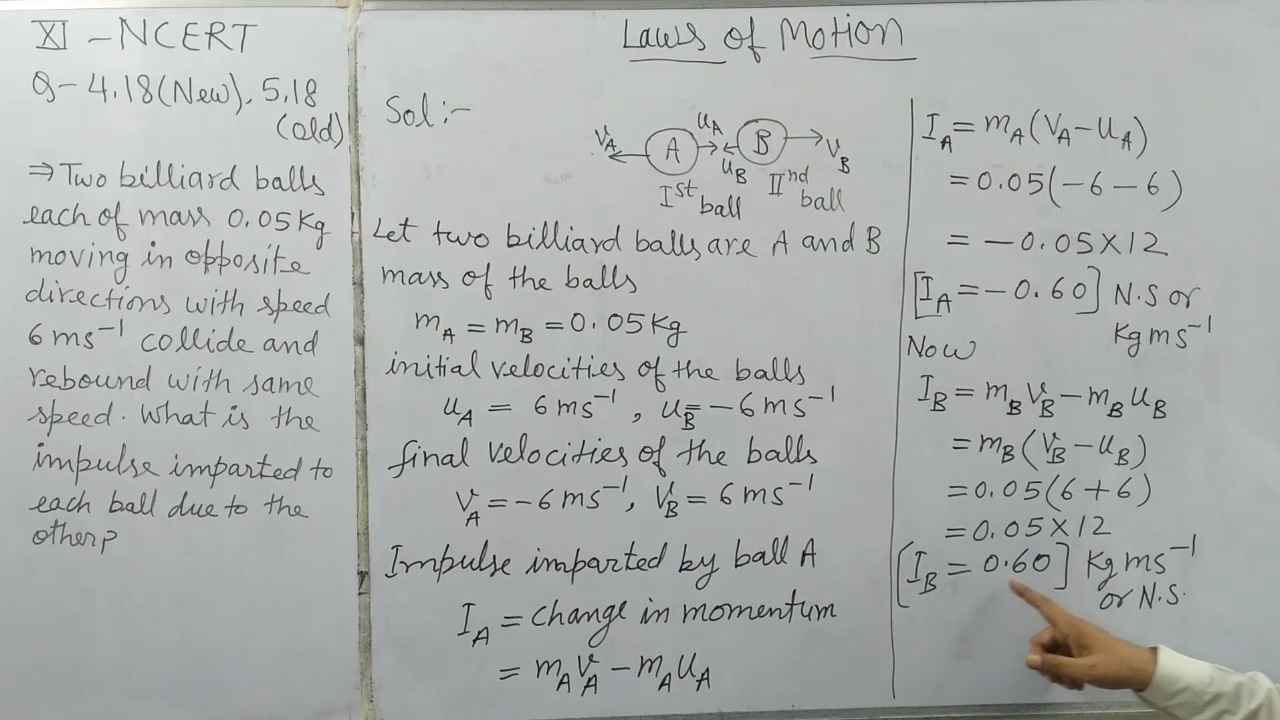 XI - NCERT
Q- 4.18(New), 5.18
(old)
⇒ Two billiard balls
each of mass 0.05 Kg
moving in opposite
directions with speed
6 ms⁻¹ collide and
rebound with same
speed. What is the
impulse imparted to
each ball due to the
other?
Laws of Motion
Sol:-
V_A A u_A u_B B V_B
Ist ball IInd ball
Let two billiard balls are A and B
mass of the balls
m_A = m_B = 0.05 kg
initial velocities of the balls
u_A = 6 ms⁻¹, u_B = -6 ms⁻¹
final velocities of the balls
V_A = -6 ms⁻¹, V_B = 6 ms⁻¹
Impulse imparted by ball A
I_A = change in momentum
= m_A V_A - m_A u_A
I_A = m_A (V_A - u_A)
= 0.05 (-6 - 6)
= -0.05 × 12
[I_A = -0.60] N.S or
Kg ms⁻¹
Now
I_B = m_B V_B - m_B u_B
= m_B (V_B - u_B)
= 0.05 (6 + 6)
= 0.05 × 12
[I_B = 0.60] Kg ms⁻¹
or N.S.